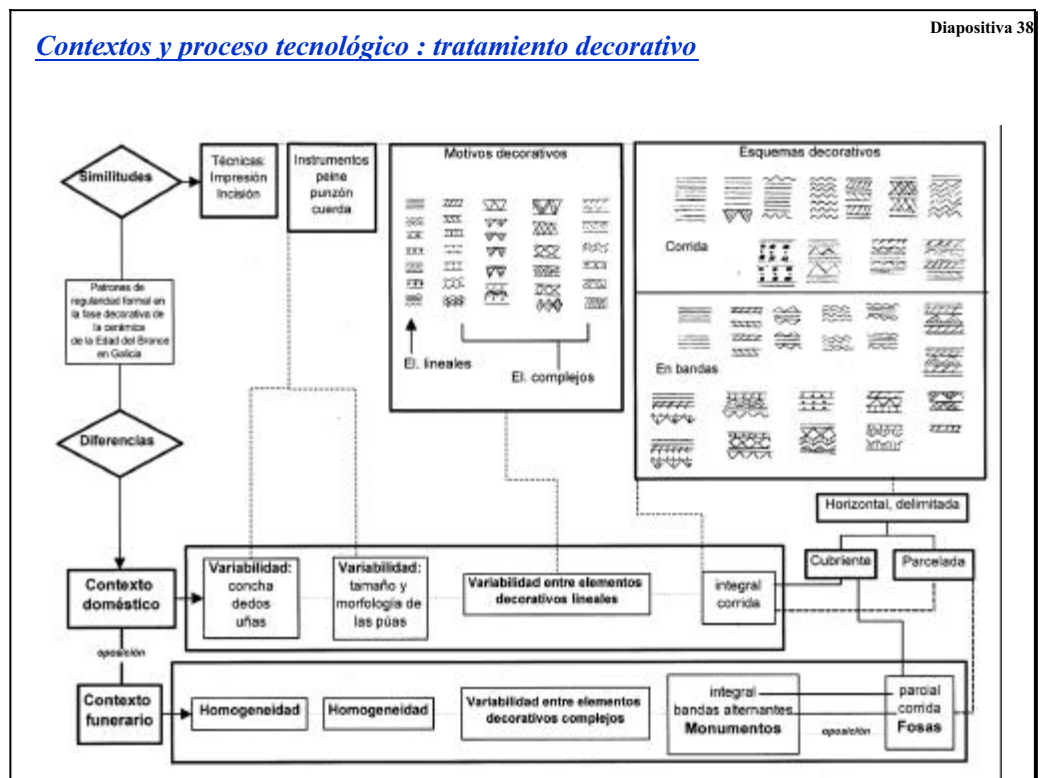 Diapositiva 38
Contextos y proceso tecnológico : tratamiento decorativo
Similitudes
Técnicas:
Impresión
Incisión
Instrumentos
peine
punzón
cuerda
Motivos decorativos
El. lineales
El. complejos
Esquemas decorativos
Corrida
En bandas
Patrones de
regularidad formal en
la fase decorativa de
la cerámica
de la Edad del Bronce
en Galicia
Diferencias
Horizontal, delimitada
Cubriente
Parcelada
Contexto
doméstico
Variabilidad:
concha
dedos
uñas
Variabilidad:
tamaño y
morfología de
las púas
Variabilidad entre elementos
decorativos lineales
integral
corrida
oposición
Contexto
funerario
Homogeneidad
Homogeneidad
Variabilidad entre elementos
decorativos complejos
integral
bandas alternantes
Monumentos
oposición
parcial
corrida
Fosas